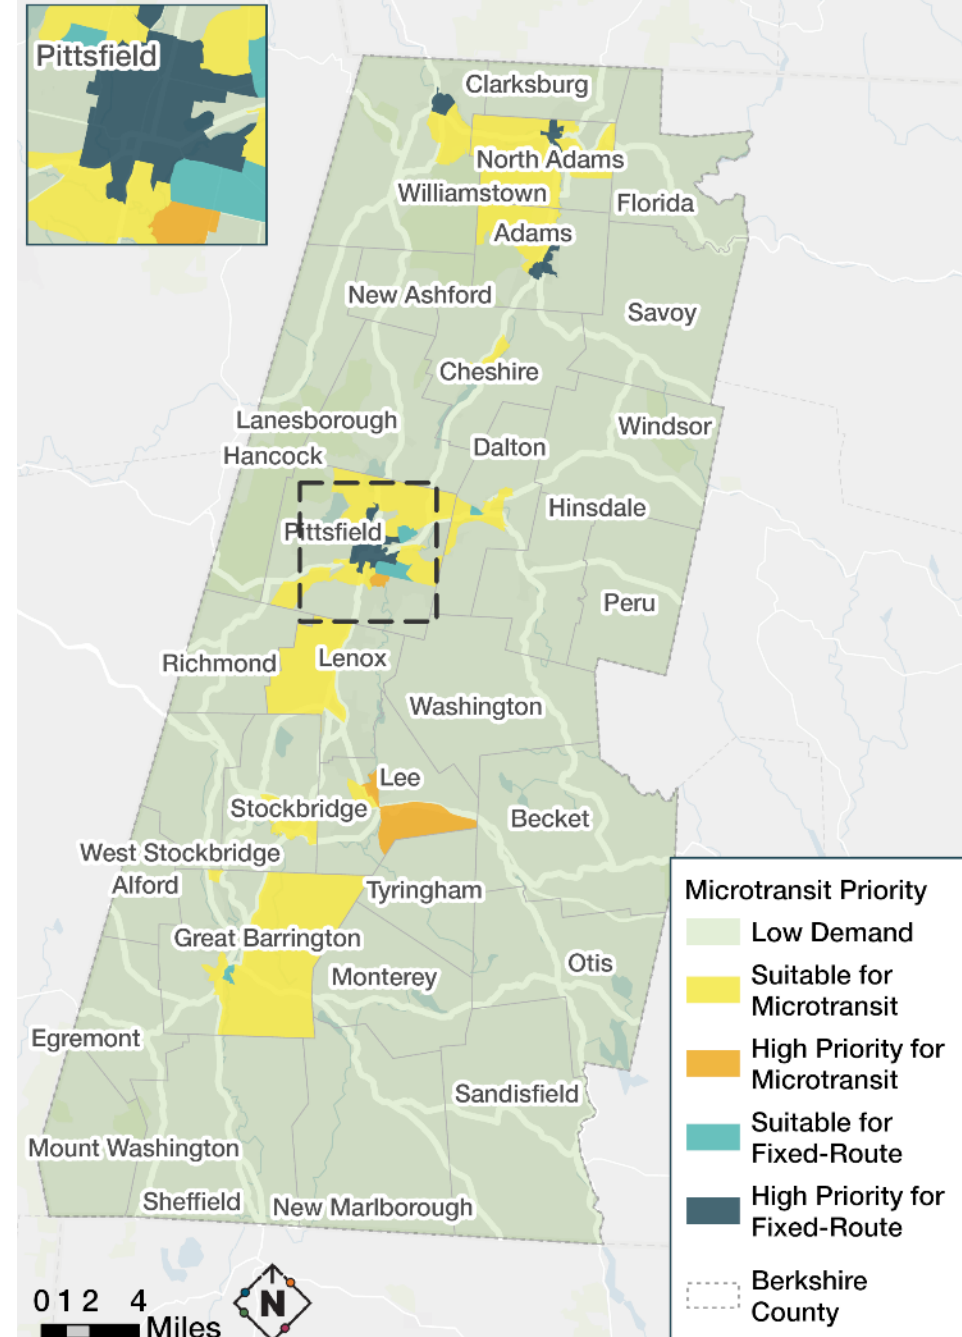 Pittsfield
Clarksburg
North Adams
Williamstown
Florida
Adams
New Ashford
Savoy
Cheshire
Lanesborough
Windsor
Dalton
Hancock
Hinsdale
Pittsfield
Peru
Richmond
Lenox
Washington
Lee
Stockbridge
Becket
West Stockbridge
Alford
Tyringham
Great Barrington
Monterey
Otis
Egremont
Sandisfield
Mount Washington
Sheffield
New Marlborough
Microtransit Priority
Low Demand
Suitable for
Microtransit
High Priority for
Microtransit
Suitable for
Fixed-Route
High Priority for
Fixed-Route
Berkshire
County
0 1 2 4
Miles
N